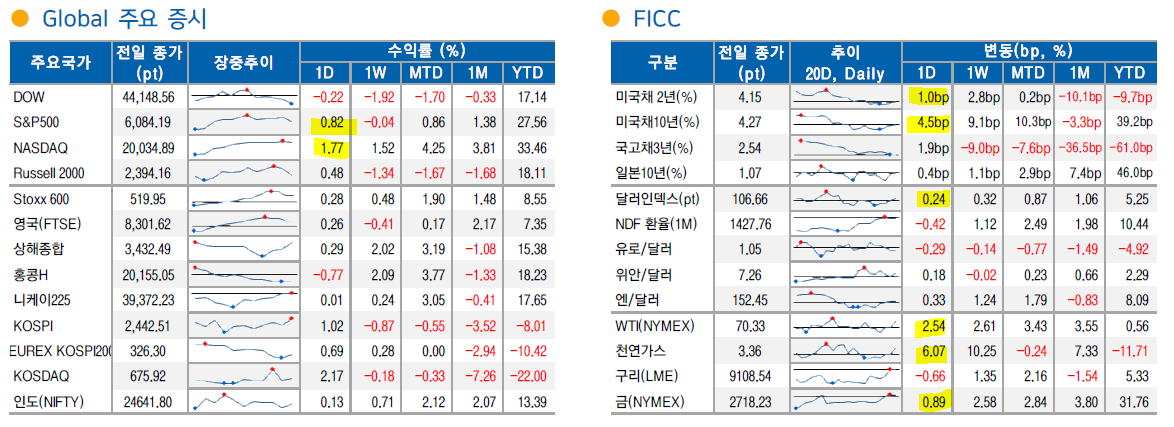 Global 주요 증시
주요국가 전일 종가 (pt) 장중추이 수익률 (%)
1D 1W MTD 1M YTD
DOW 44,148.56 -0.22 -1.92 -1.70 -0.33 17.14
S&P500 6,084.19 0.82 -0.04 0.86 1.38 27.56
NASDAQ 20,034.89 1.77 1.52 4.25 3.81 33.46
Russell 2000 2,394.16 0.48 -1.34 -1.67 -1.68 18.11
Stoxx 600 519.95 0.28 0.48 1.90 1.48 8.55
영국(FTSE) 8,301.62 0.26 -0.41 0.17 2.17 7.35
상해종합 3,432.49 0.29 2.02 3.19 -1.08 15.38
홍콩H 20,155.05 -0.77 2.09 3.77 -1.33 18.23
니케이225 39,372.23 0.01 0.24 3.05 -0.41 17.65
KOSPI 2,442.51 1.02 -0.87 -0.55 -3.52 -8.01
EUREX KOSPI200 326.30 0.69 0.28 0.00 -2.94 -10.42
KOSDAQ 675.92 2.17 -0.18 -0.33 -7.26 -22.00
인도(NIFTY) 24641.80 0.13 0.71 2.12 2.07 13.39
FICC
구분 전일 종가 (pt) 추이 20D, Daily 변동(bp, %)
1D 1W MTD 1M YTD
미국채 2년(%) 4.15 1.0bp 2.8bp 0.2bp -10.1bp -9.7bp
미국채10년(%) 4.27 4.5bp 9.1bp 10.3bp -3.3bp 39.2bp
국고채3년(%) 2.54 1.9bp -9.0bp -7.6bp -36.5bp -61.0bp
일본10년(%) 1.07 0.4bp 1.1bp 2.9bp 7.4bp 46.0bp
달러인덱스(pt) 106.66 0.24 0.32 0.87 1.06 5.25
NDF 환율(1M) 1427.76 -0.42 1.12 2.49 1.98 10.44
유로/달러 1.05 -0.29 -0.14 -0.77 -1.49 -4.92
위안/달러 7.26 0.18 -0.02 0.23 0.66 2.29
엔/달러 152.45 0.33 1.24 1.79 -0.83 8.09
WTI(NYMEX) 70.33 2.54 2.61 3.43 3.55 0.56
천연가스 3.36 6.07 10.25 -0.24 7.33 -11.71
구리(LME) 9108.54 -0.66 1.35 2.16 -1.54 5.33
금(NYMEX) 2718.23 0.89 2.58 2.84 3.80 31.76